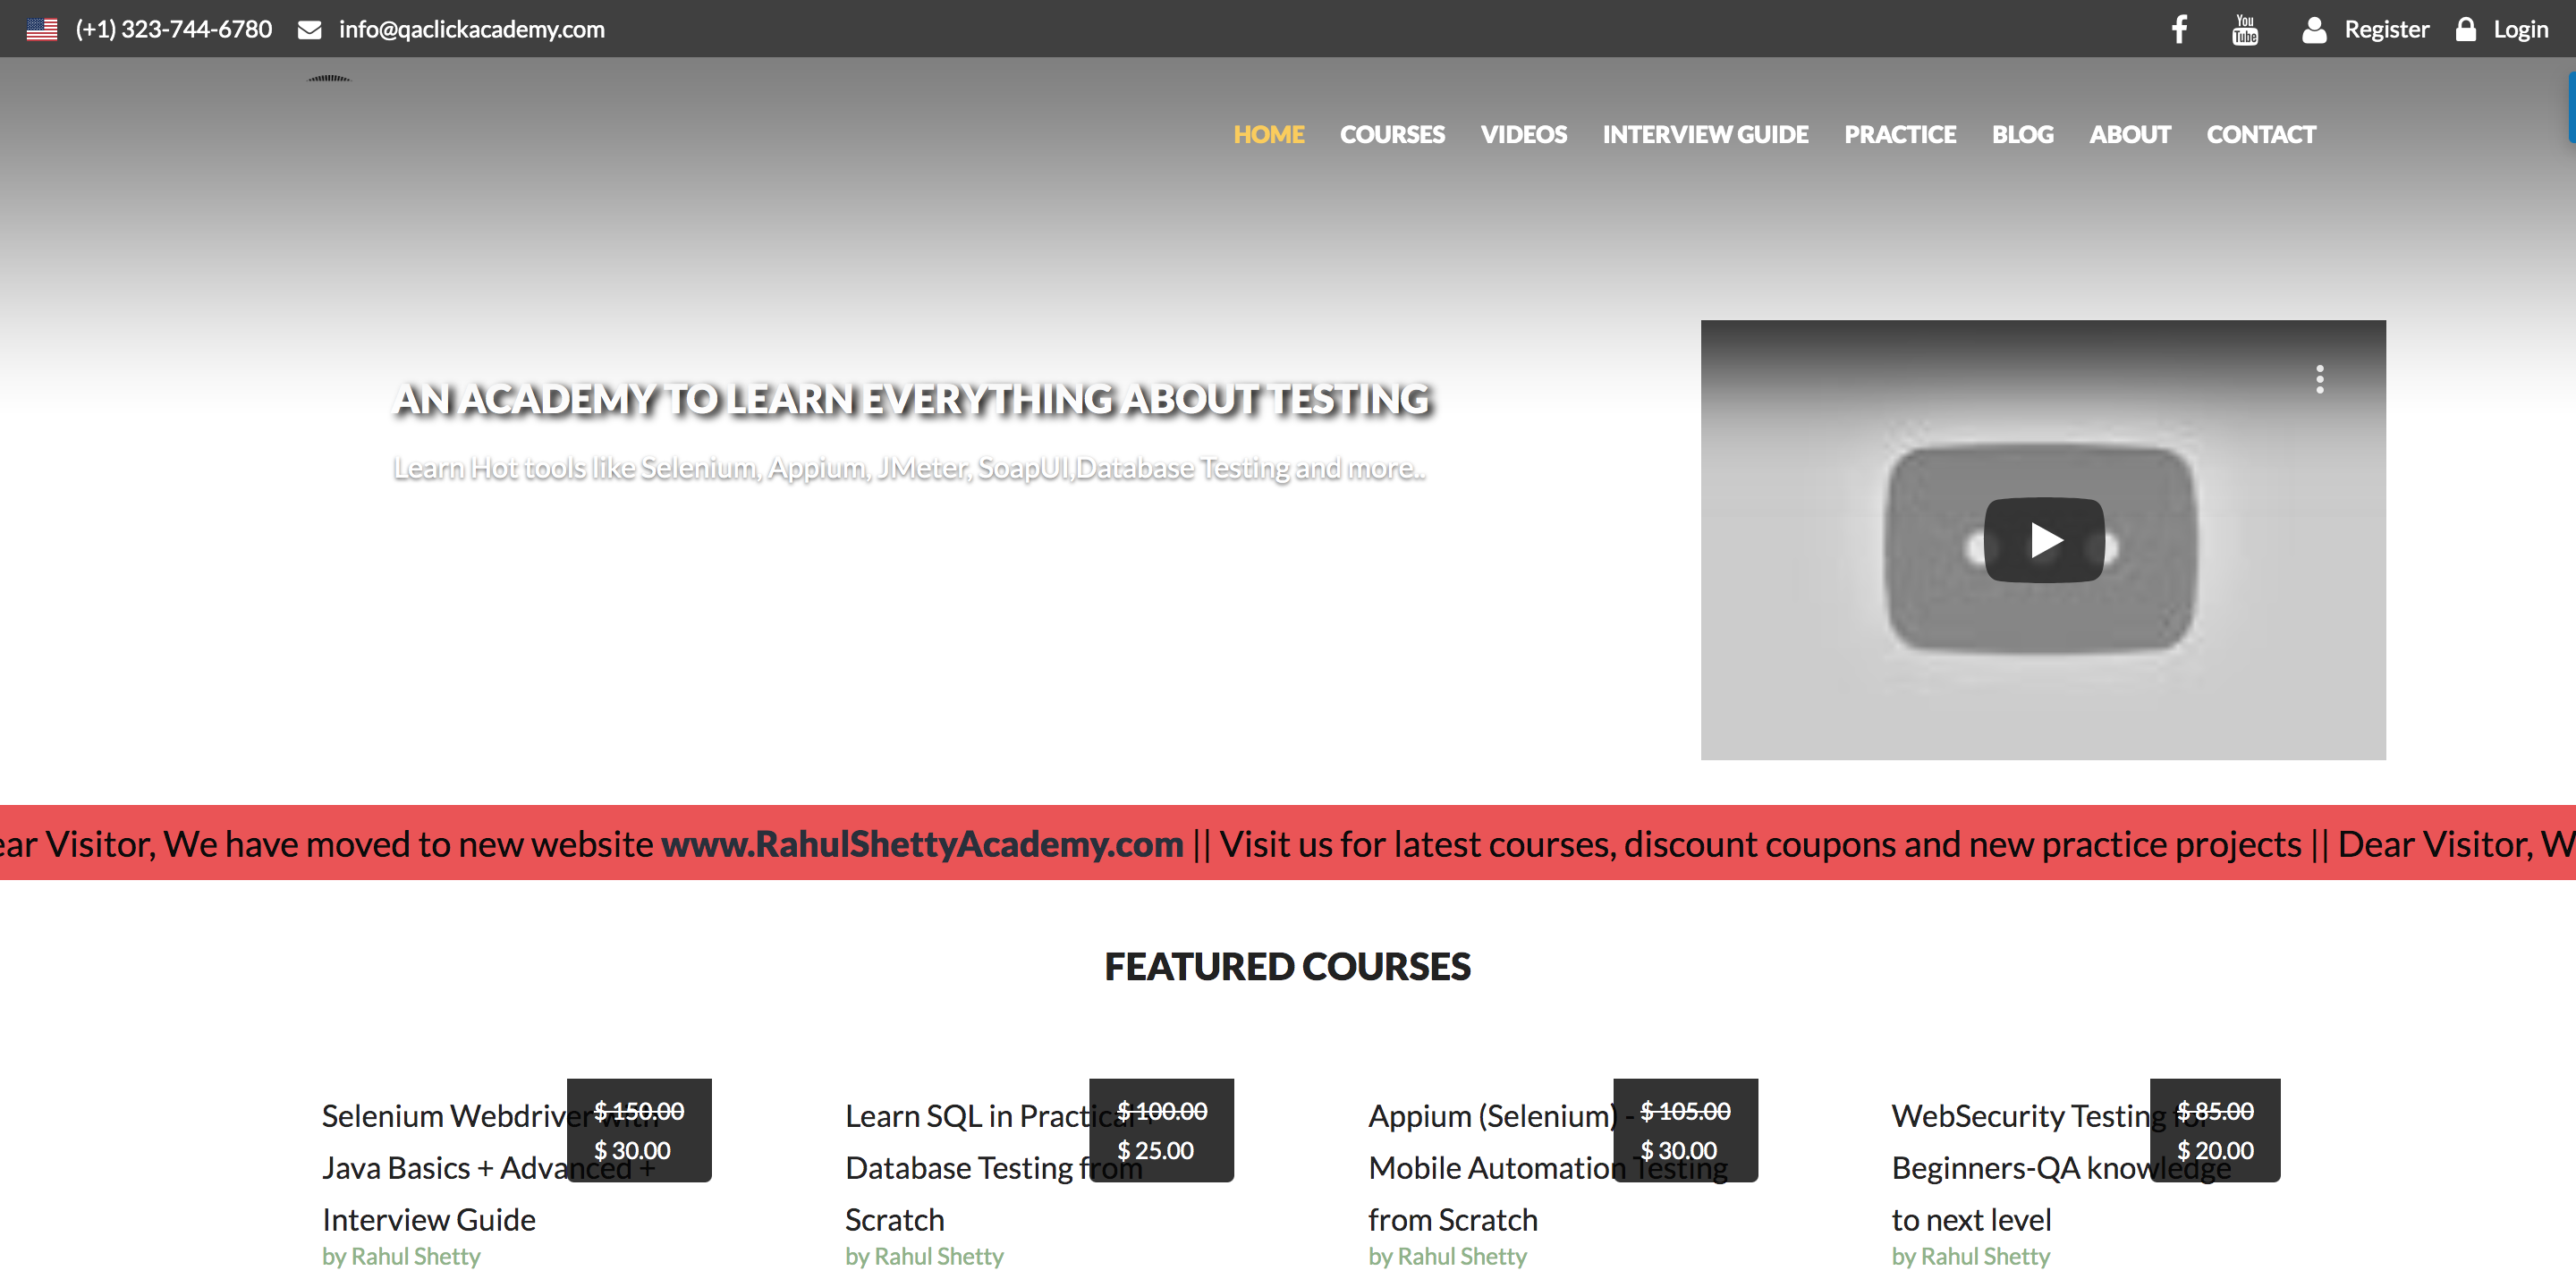 (+1) 323-744-6780 info@qaclickacademy.com You Tube Register Login
HOME COURSES VIDEOS INTERVIEW GUIDE PRACTICE BLOG ABOUT CONTACT
AN ACADEMY TO LEARN EVERYTHING ABOUT TESTING
Learn Hot tools like Selenium, Appium, JMeter, SoapUI,Database Testing and more..
ear Visitor, We have moved to new website www.RahulShettyAcademy.com || Visit us for latest courses, discount coupons and new practice projects || Dear Visitor, W
FEATURED COURSES
Selenium Webdriver with
Java Basics + Advanced +
Interview Guide
by Rahul Shetty
$ 150.00
$ 30.00
Learn SQL in Practical +
Database Testing from
Scratch
by Rahul Shetty
$ 100.00
$ 25.00
Appium (Selenium) -
Mobile Automation Testing
from Scratch
by Rahul Shetty
$ 105.00
$ 30.00
WebSecurity Testing for
Beginners-QA knowledge
to next level
by Rahul Shetty
$ 85.00
$ 20.00